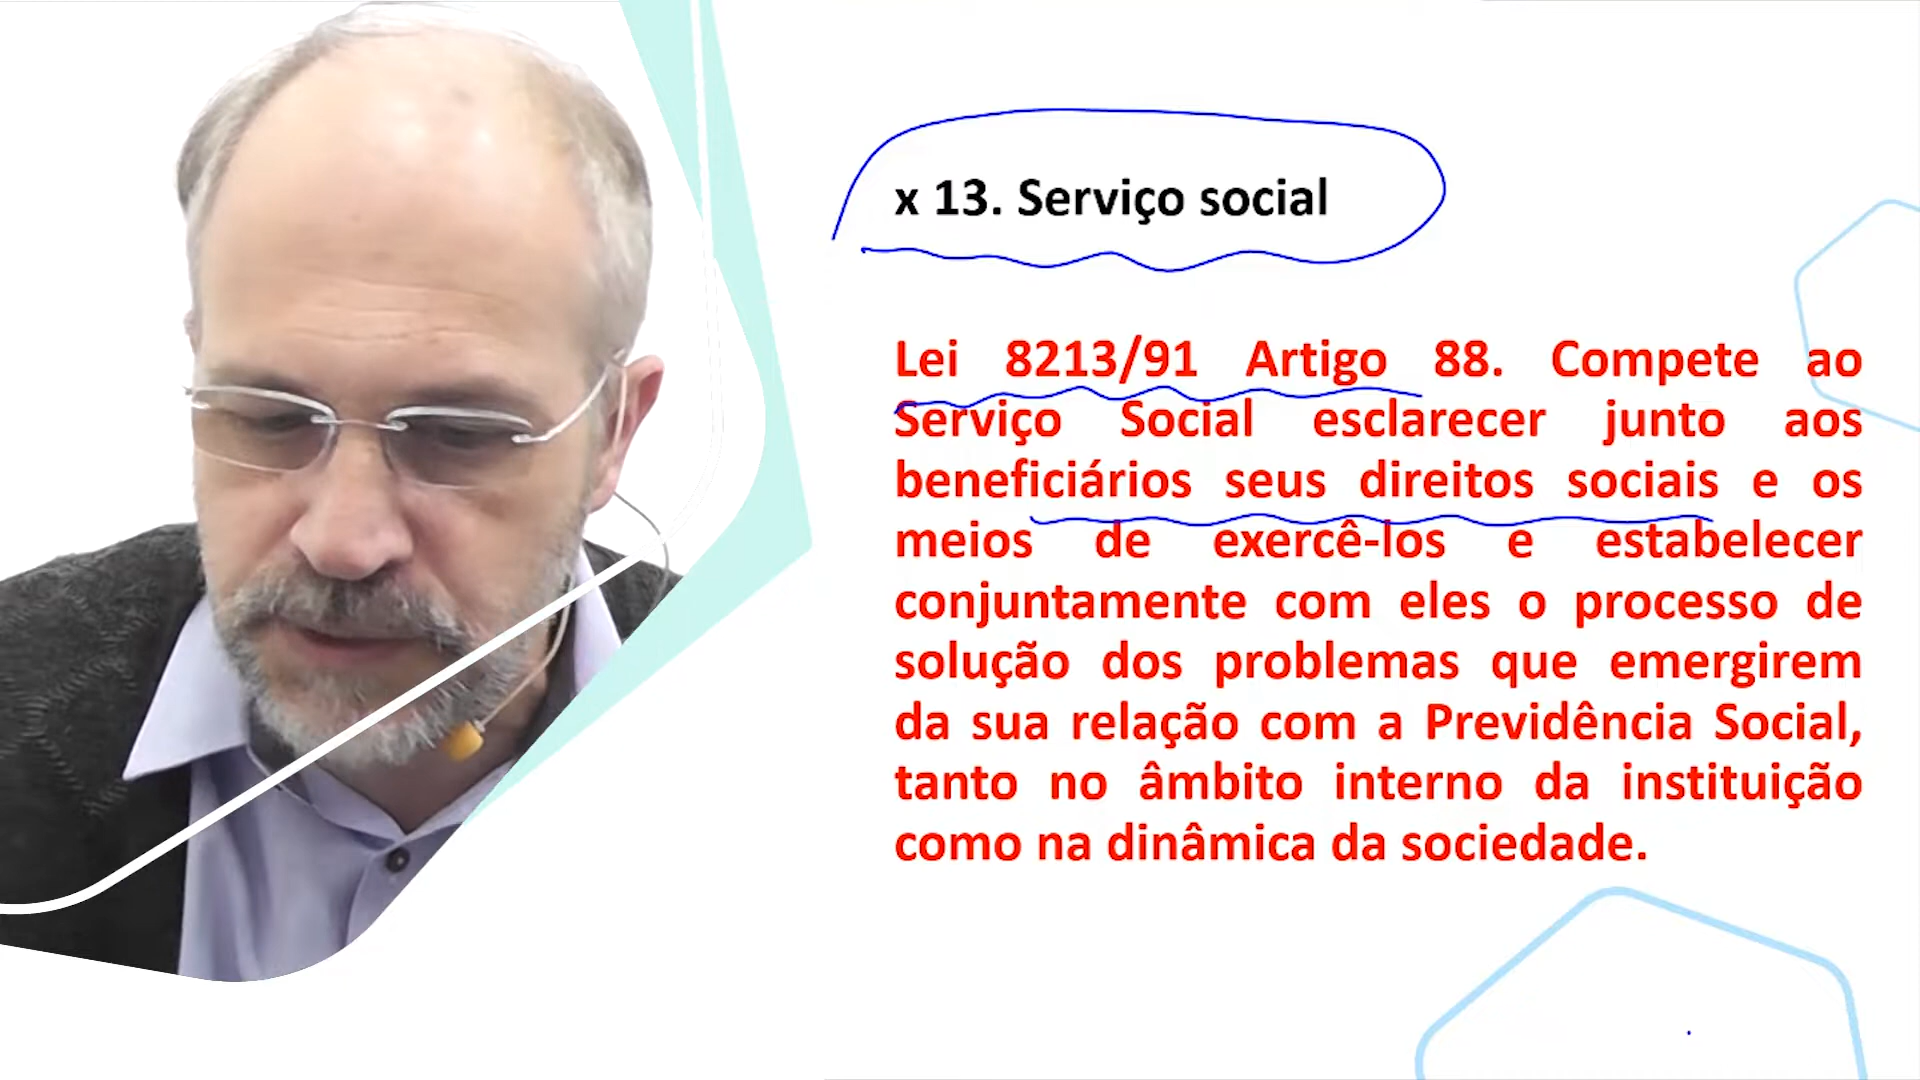 x 13. Serviço social
Lei 8213/91 Artigo 88. Compete ao
Serviço Social esclarecer junto aos
beneficiários seus direitos sociais e os
meios de exercê-los e estabelecer
conjuntamente com eles o processo de
solução dos problemas que emergirem
da sua relação com a Previdência Social,
tanto no âmbito interno da instituição
como na dinâmica da sociedade.